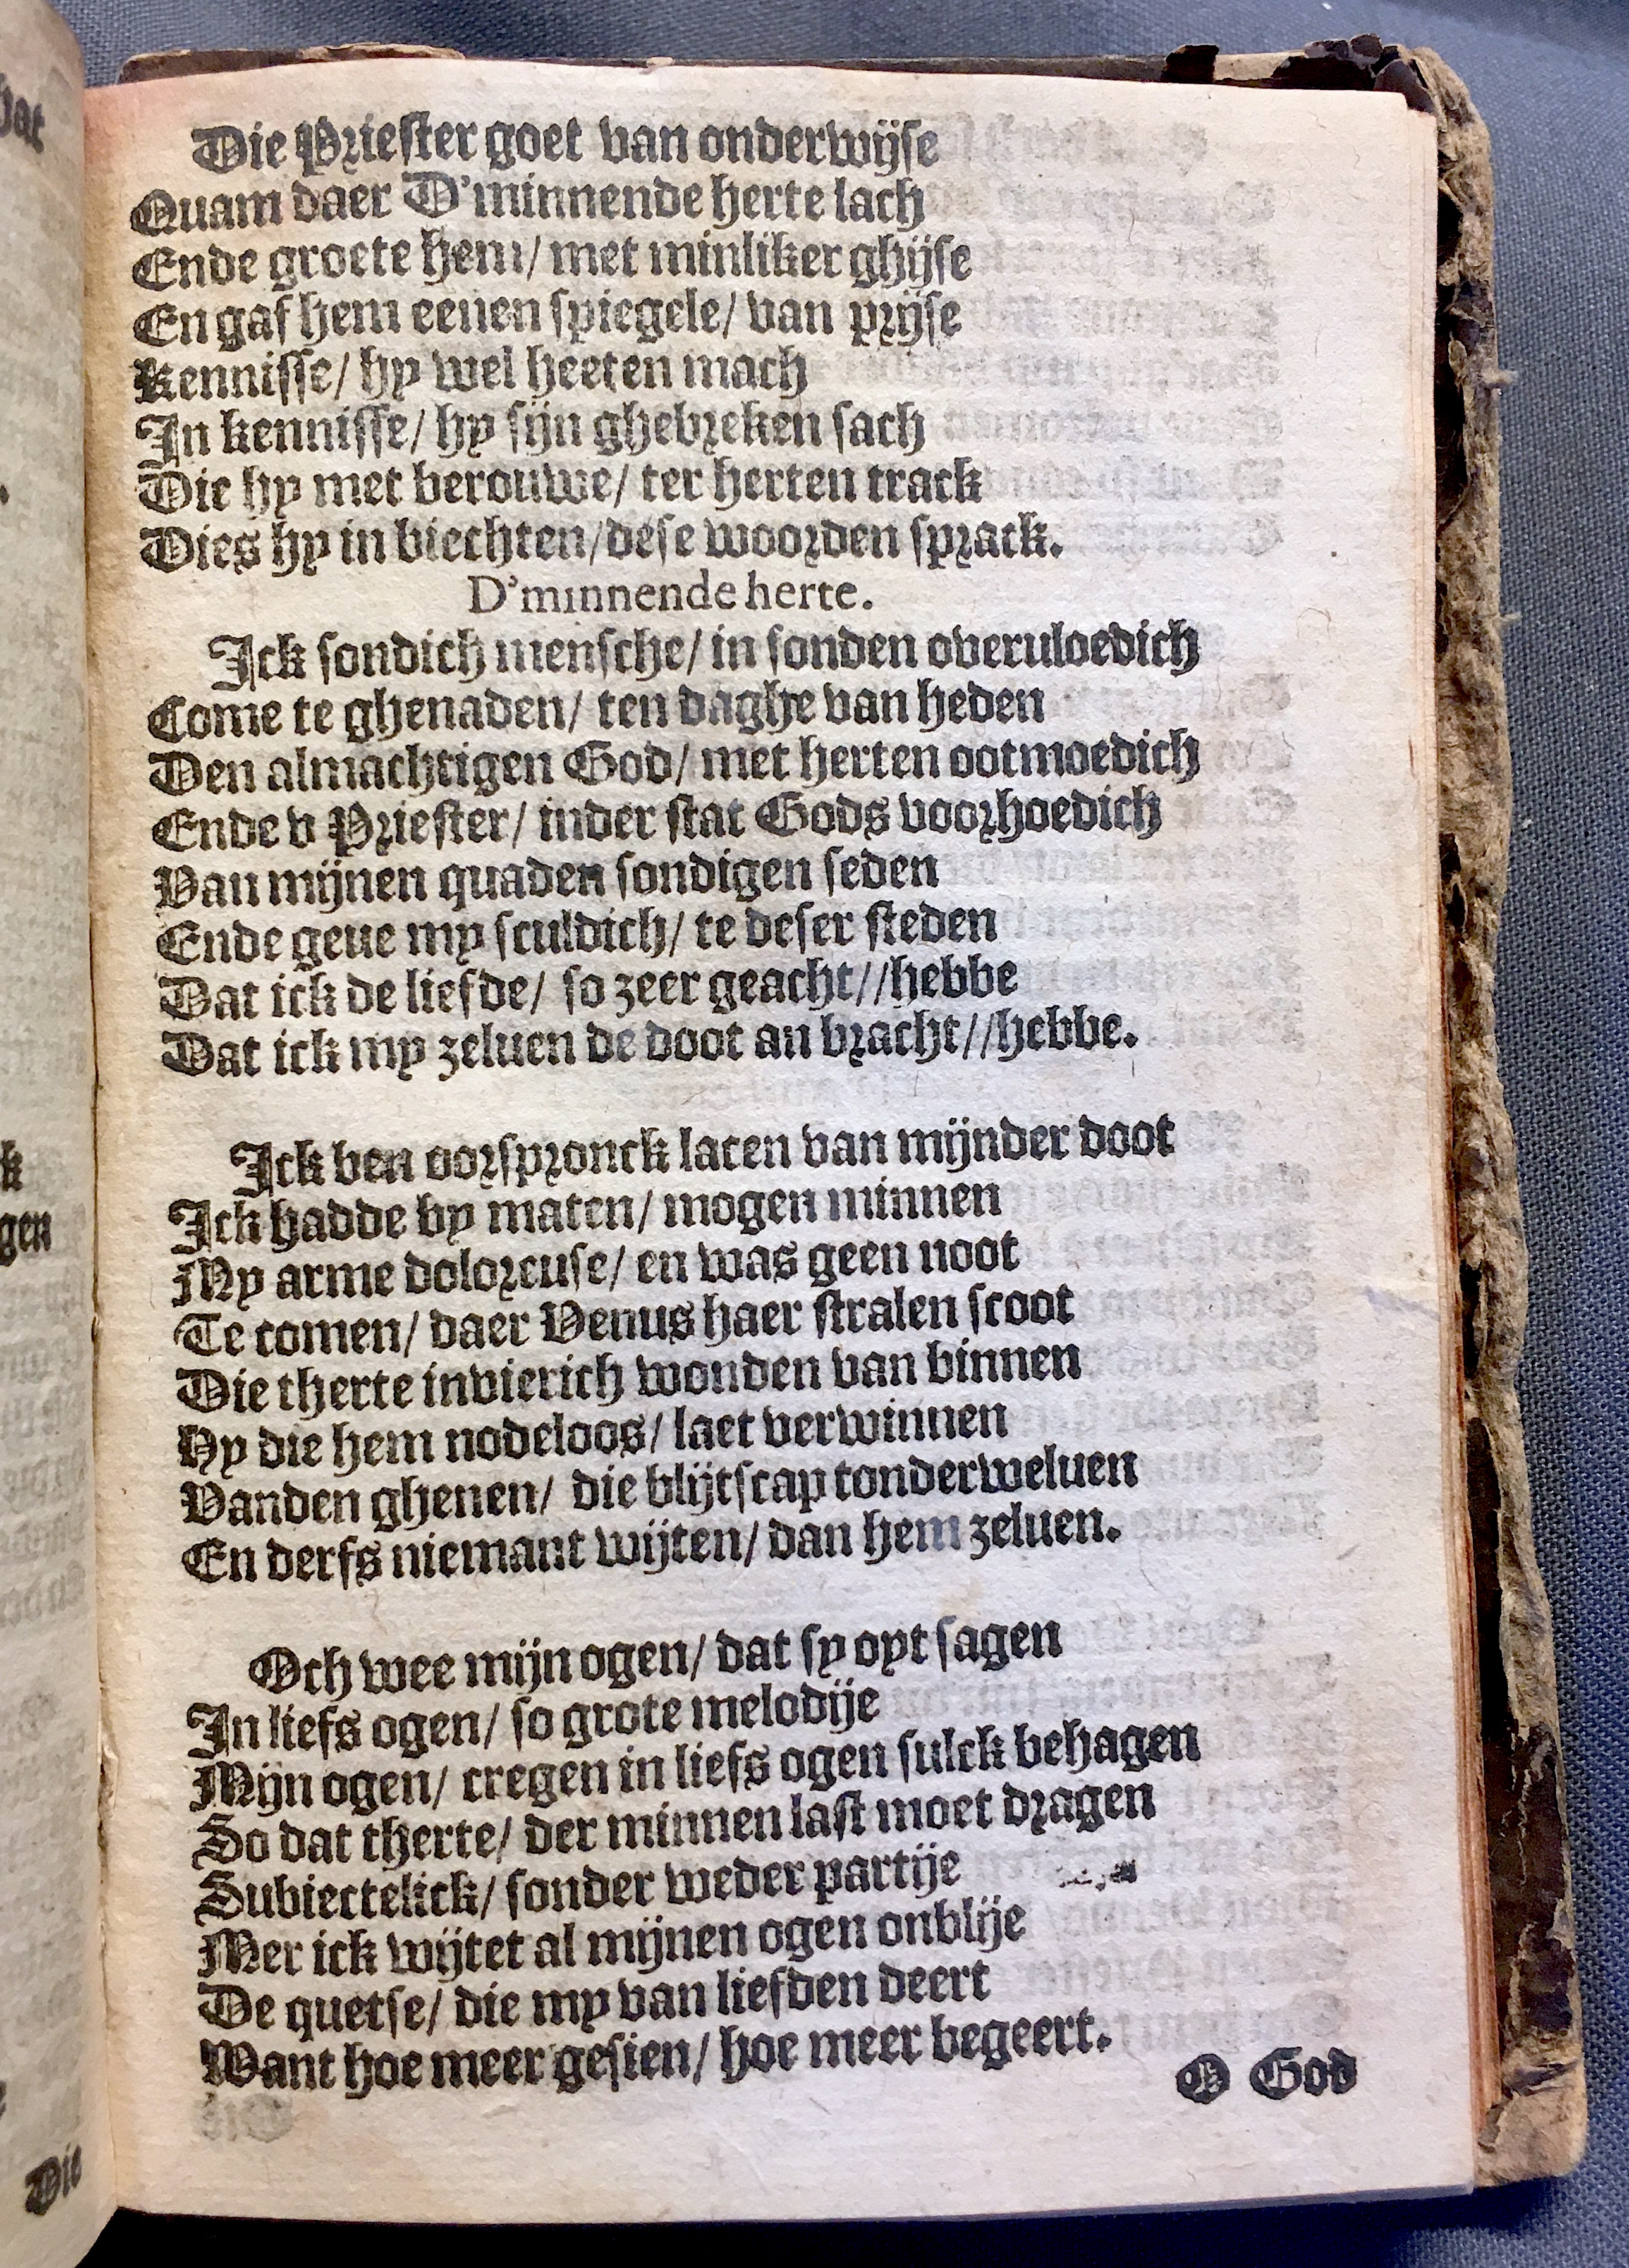 Die Priester goet van onderwijse
Quam daer D'minnende herte lach
Ende groete hem/ met minliker ghijse
En gaf hem eenen spiegele/ van prijse
Kennisse/ hy wel heeten mach
In kennisse/ hy sijn ghebreken sach
Die hy met berouwe/ ter herten track
Dies hy in biechten/dese woorden sprack.
D'minnende herte.
Ick sondich mensche/ in sonden overuloedich
Come te ghenaden/ ten daghe van heden
Den almachtigen God/ met herten ootmoedich
Ende v Priester/ inder stat Gods voorhoedich
Van mijnen quaden sondigen seden
Ende geue my sculdich/ te deser steden
Dat ick de liefde/ so zeer geacht//hebbe
Dat ick my zeluen de doot an bracht//hebbe.
Ick ben oorspronck laten van mijnder doot
Ick hadde by maten/ mogen minnen
My arme doloreuse/ en was geen noot
Te comen/ daer Venus haer stralen scoot
Die therte invierich wonden van binnen
Hy die hem nodeloos/ laet verwinnen
Vanden ghenen/ die blijtscap tonderweluen
En derfs niemant wijten/ dan hem zeluen.
Och wee mijn ogen/ dat sy oyt sagen
In liefs ogen/ so grote melodije
Mijn ogen/ cregen in liefs ogen sulck behagen
So dat therte/ der minnen last moet dragen
Subiectelick/ sonder weder partije
Mer ick wijtet al mijnen ogen onblije
De quetse/ die my van liefden deert
Want hoe meer gesien/ hoe meer begeert.
O God
Dat
k
gen
Die